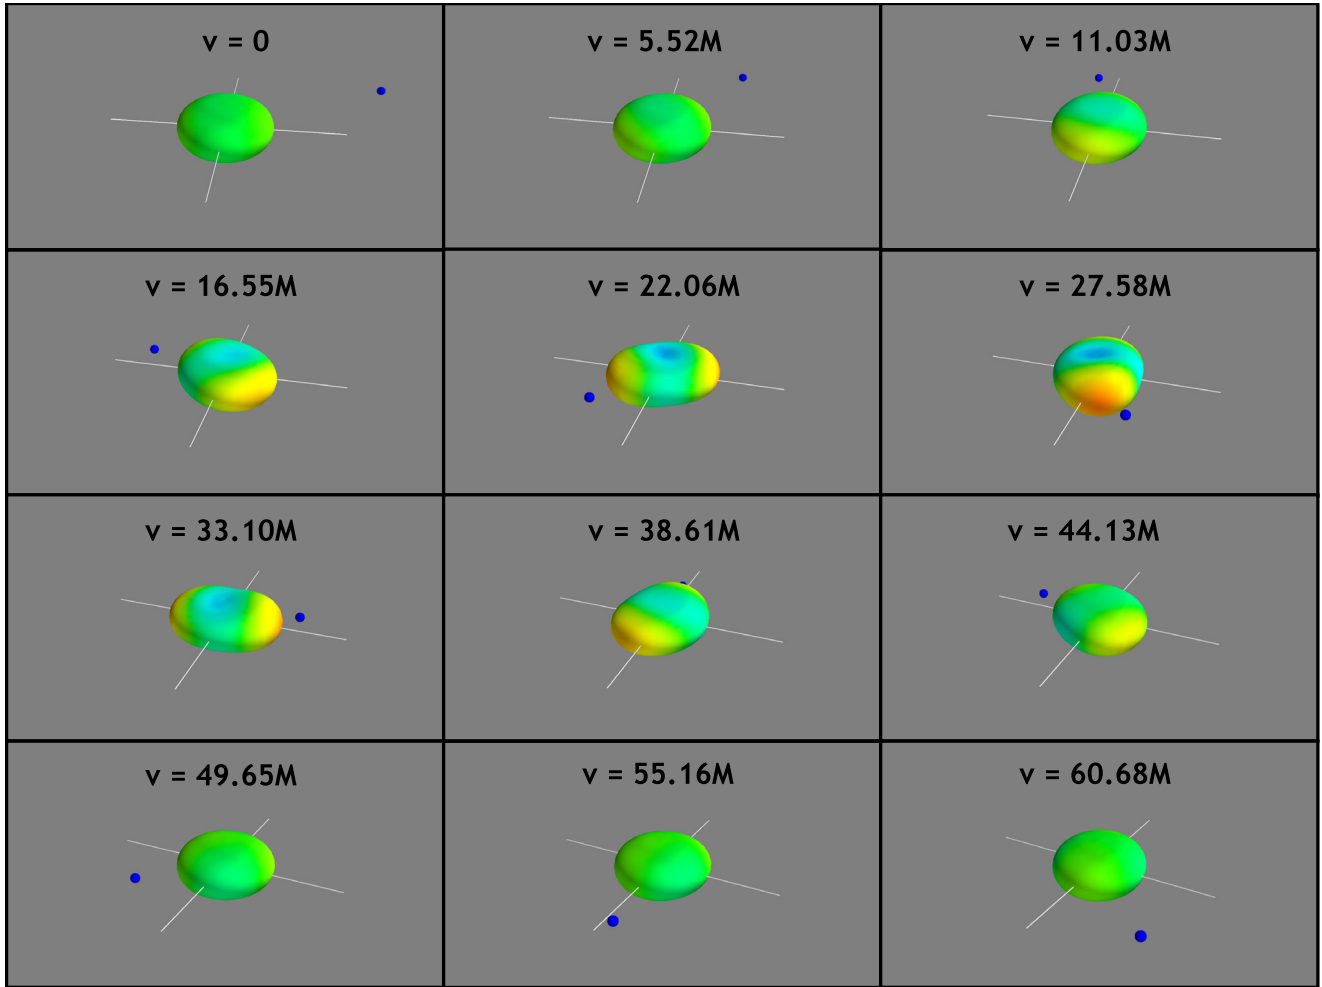 v = 0
v = 5.52M
v = 11.03M
v = 16.55M
v = 22.06M
v = 27.58M
v = 33.10M
v = 38.61M
v = 44.13M
v = 49.65M
v = 55.16M
v = 60.68M